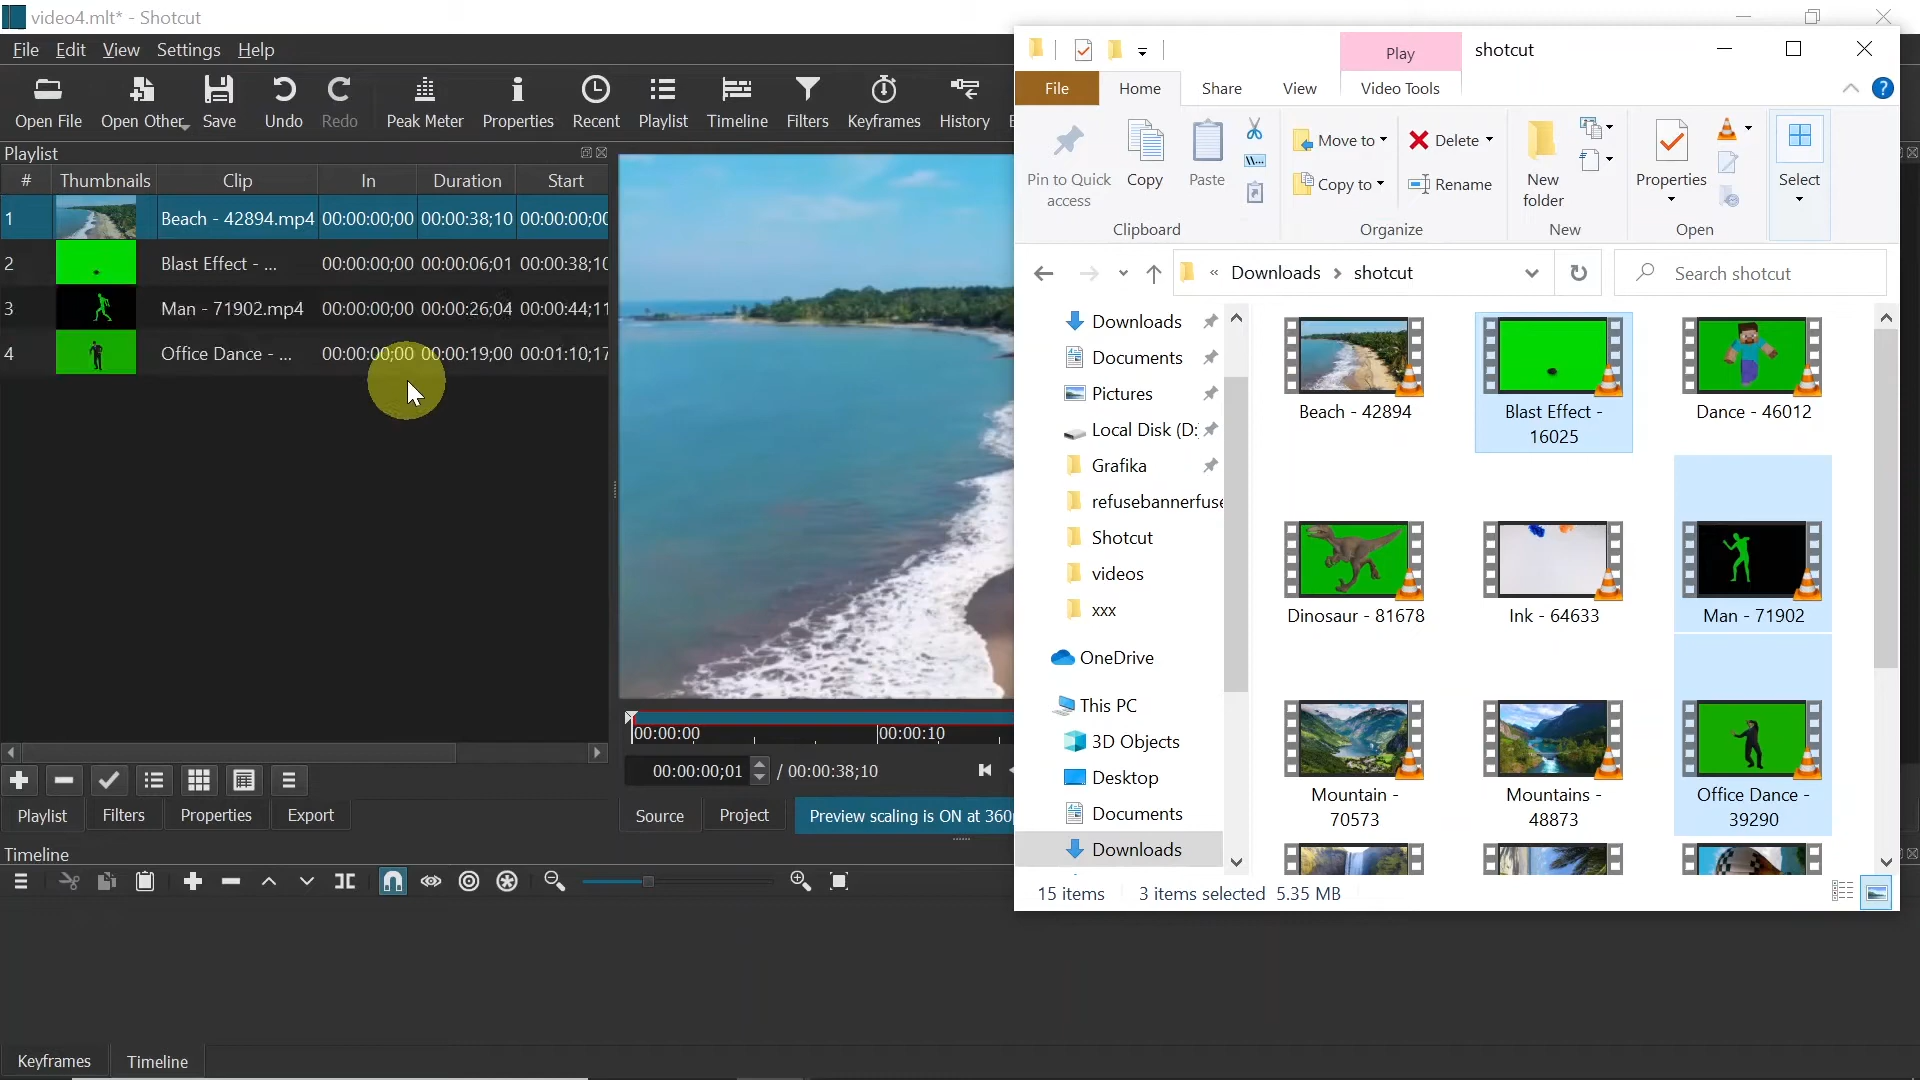 video4.mlt* - Shotcut
File Edit View Settings Help
Open File Open Other Save Undo Redo Peak Meter Properties Recent Playlist Timeline Filters Keyframes History
Playlist
# Thumbnails Clip In Duration Start
1 Beach - 42894.mp4 00:00:00;00 00:00:38;10 00:00:00;00
2 Blast Effect - ... 00:00:00;00 00:00:06;01 00:00:38;10
3 Man - 71902.mp4 00:00:00;00 00:00:26;04 00:00:44;11
4 Office Dance - ... 00:00:00;00 00:00:19;00 00:01:10;17
00:00:00 00:00:10
00:00:00;01 / 00:00:38;10
Playlist Filters Properties Export
Source Project Preview scaling is ON at 360p
Timeline
Keyframes Timeline
Play shotcut
File Home Share View Video Tools
Pin to Quick access Copy Paste Move to Delete Copy to Rename New folder Properties Select
Clipboard Organize New Open
« Downloads > shotcut Search shotcut
Downloads
Documents
Pictures
Local Disk (D:
Grafika
refusebannerfuse
Shotcut
videos
xxx
OneDrive
This PC
3D Objects
Desktop
Documents
Downloads
Beach - 42894
Blast Effect -
16025
Dance - 46012
Dinosaur - 81678
Ink - 64633
Man - 71902
Mountain -
70573
Mountains -
48873
Office Dance -
39290
15 items 3 items selected 5.35 MB